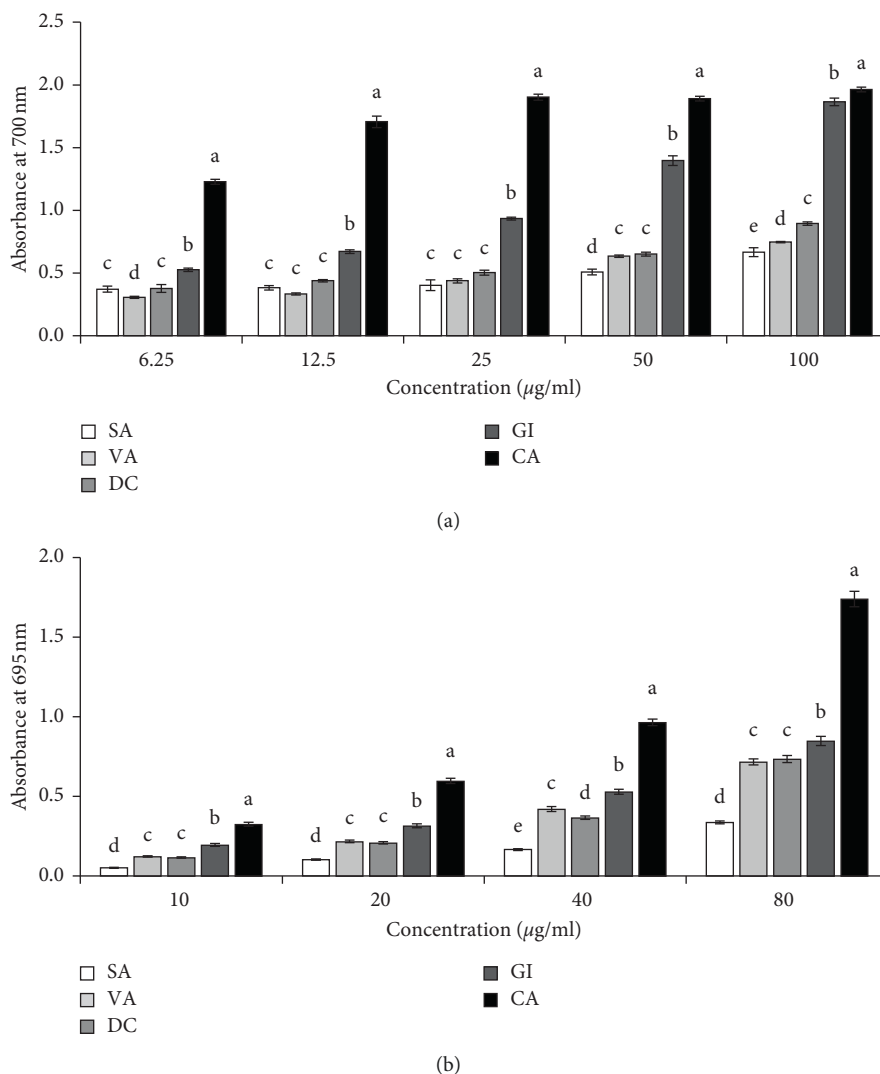 2.5
2.0
1.5
1.0
0.5
0.0
Absorbance at 700 nm
c d c b a
c c c b a
c c c b a
d c c b a
e d c b a
6.25 12.5 25 50 100
Concentration (μg/ml)
SA GI
VA CA
DC
(a)
2.0
1.5
1.0
0.5
0.0
Absorbance at 695 nm
d c c b a
d c c b a
e c d b a
d c c b a
10 20 40 80
Concentration (μg/ml)
SA GI
VA CA
DC
(b)